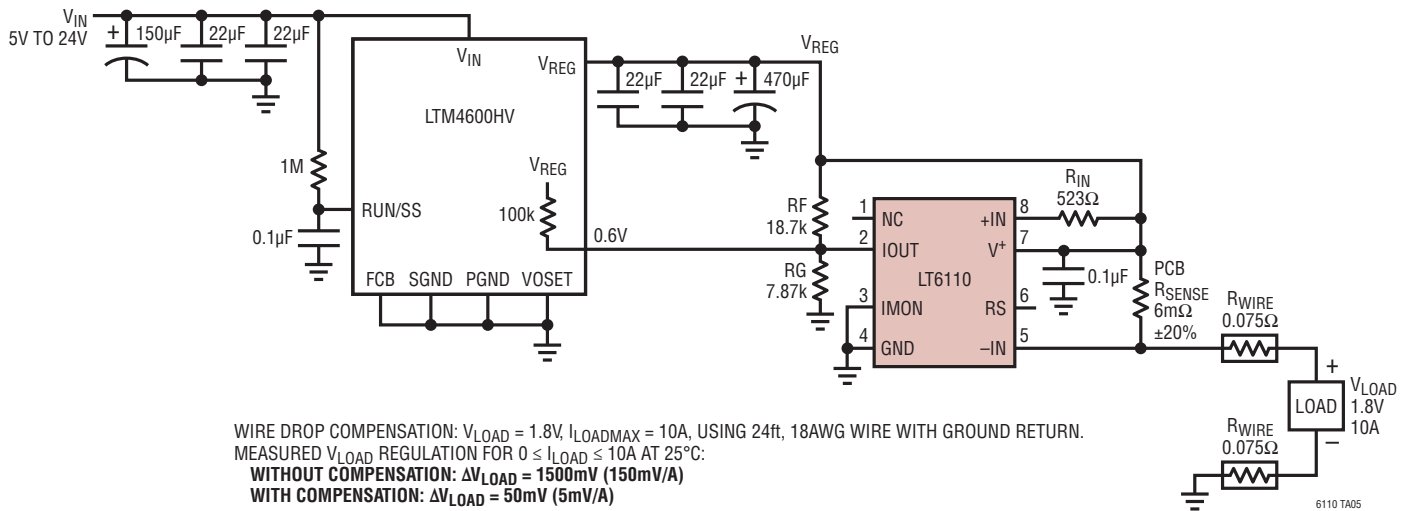 VIN
5V TO 24V
+
150µF
22µF
22µF
VIN
VREG
LTM4600HV
VREG
22µF
22µF
+
470µF
1M
RUN/SS
0.1µF
VREG
100k
0.6V
FCB
SGND
PGND
VOSET
RF
18.7k
RG
7.87k
1
NC
2
IOUT
3
IMON
4
GND
LT6110
+IN
8
V+
7
RS
6
–IN
5
RIN
523Ω
0.1µF
PCB
RSENSE
6mΩ
±20%
RWIRE
0.075Ω
+
LOAD
–
VLOAD
1.8V
10A
RWIRE
0.075Ω
WIRE DROP COMPENSATION: VLOAD = 1.8V, ILOADMAX = 10A, USING 24ft, 18AWG WIRE WITH GROUND RETURN.
MEASURED VLOAD REGULATION FOR 0 ≤ ILOAD ≤ 10A AT 25°C:
WITHOUT COMPENSATION: ΔVLOAD = 1500mV (150mV/A)
WITH COMPENSATION: ΔVLOAD = 50mV (5mV/A)
6110 TA05